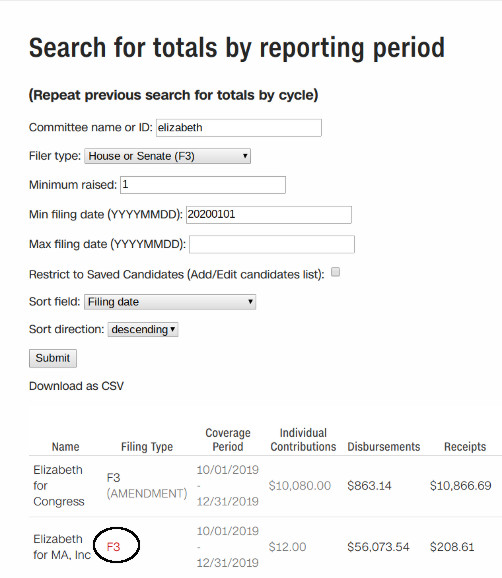 Search for totals by reporting period
(Repeat previous search for totals by cycle)
Committee name or ID: elizabeth
Filer type: House or Senate (F3)
Minimum raised: 1
Min filing date (YYYYMMDD): 20200101
Max filing date (YYYYMMDD):
Restrict to Saved Candidates (Add/Edit candidates list):
Sort field: Filing date
Sort direction: descending
Submit
Download as CSV
Coverage Individual
Name Filing Type Period Contributions Disbursements Receipts
Elizabeth 10/01/2019
for F3 - $10,080.00 $863.14 $10,866.69
Congress (AMENDMENT) 12/31/2019
Elizabeth 10/01/2019
for MA, Inc F3 - $12.00 $56,073.54 $208.61
12/31/2019